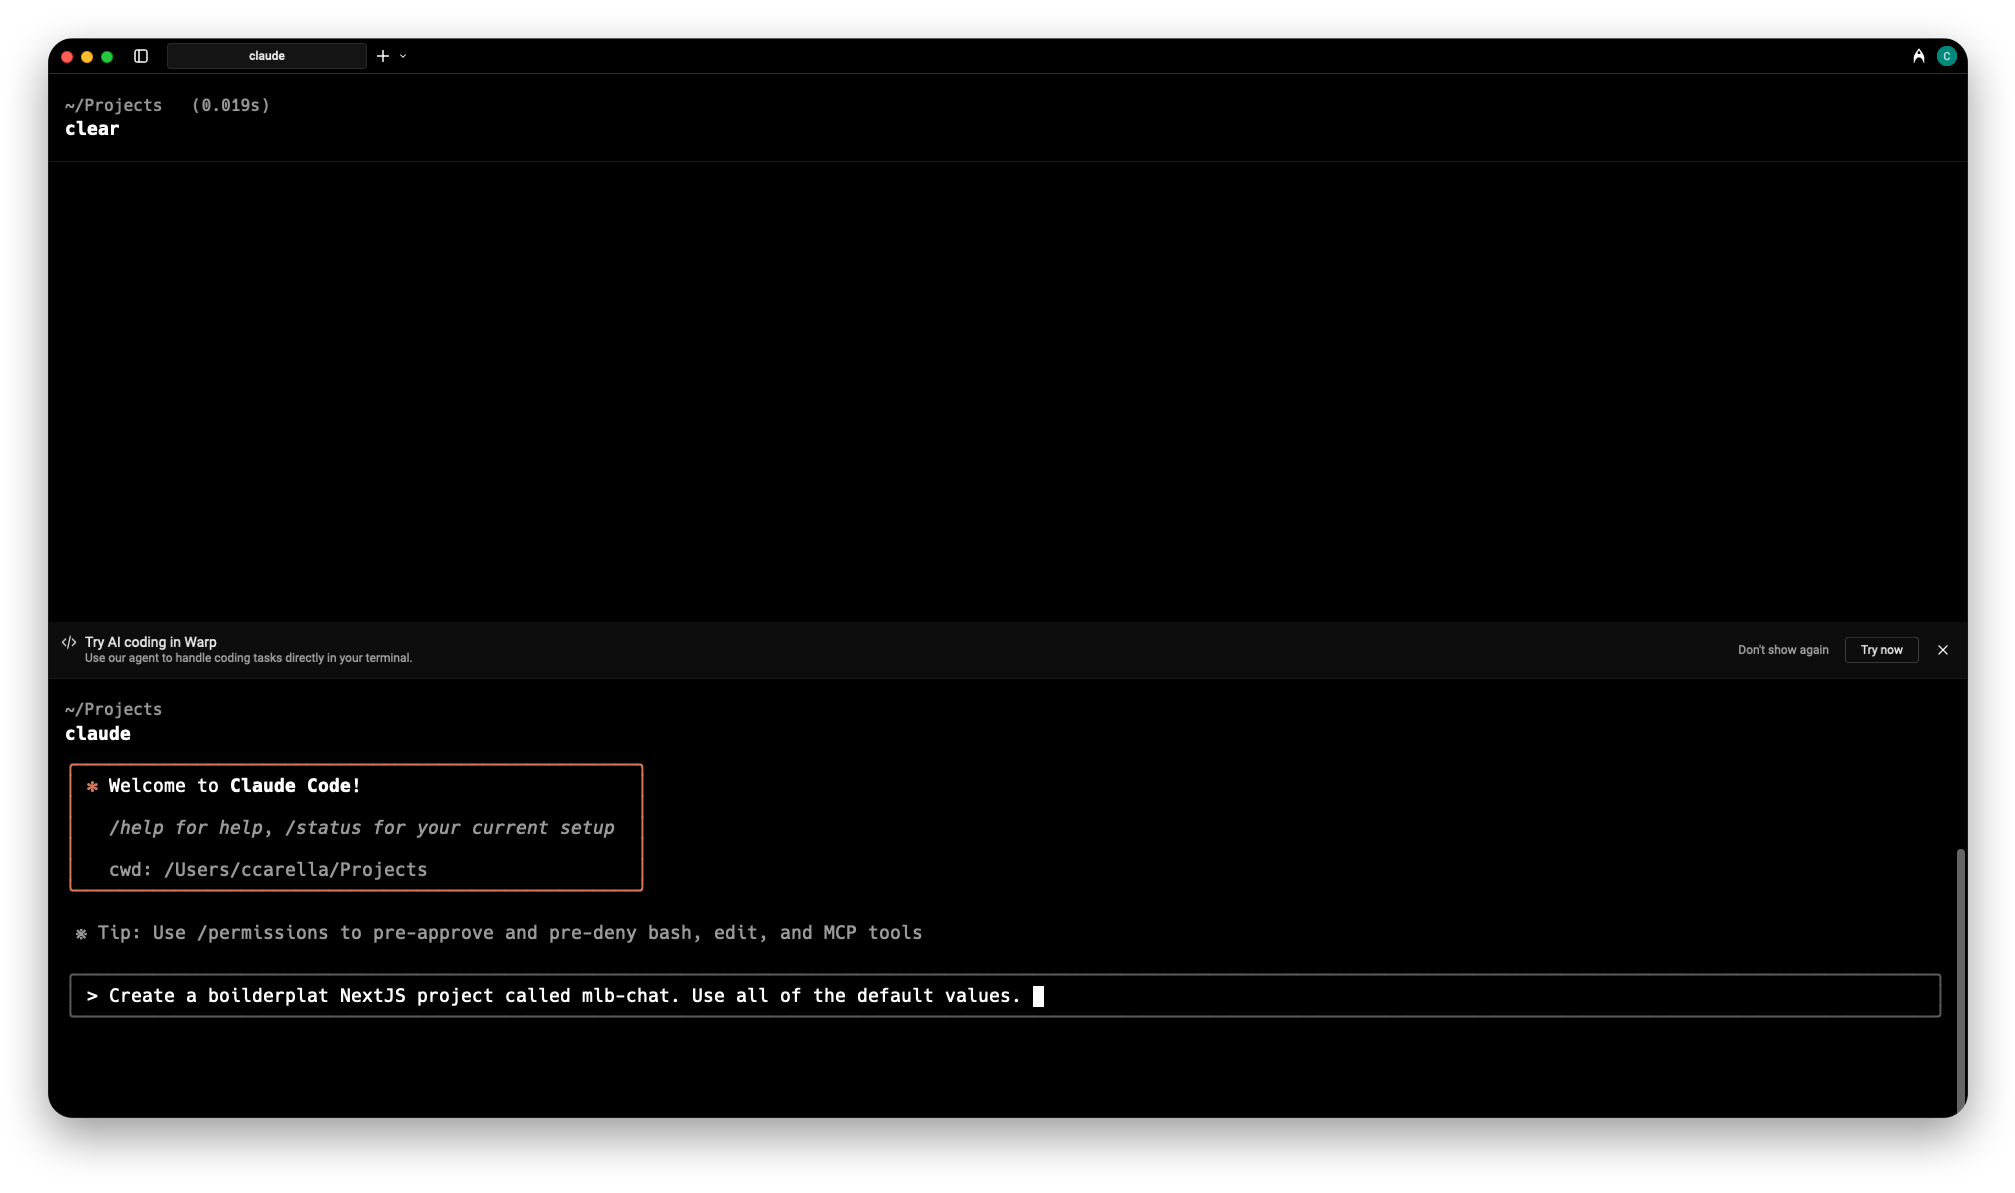 claude
C
~/Projects (0.019s)
clear
Try AI coding in Warp
Use our agent to handle coding tasks directly in your terminal.
Don't show again
Try now
~/Projects
claude
✻ Welcome to Claude Code!
/help for help, /status for your current setup
cwd: /Users/ccarella/Projects
※ Tip: Use /permissions to pre-approve and pre-deny bash, edit, and MCP tools
> Create a boilderplat NextJS project called mlb-chat. Use all of the default values.